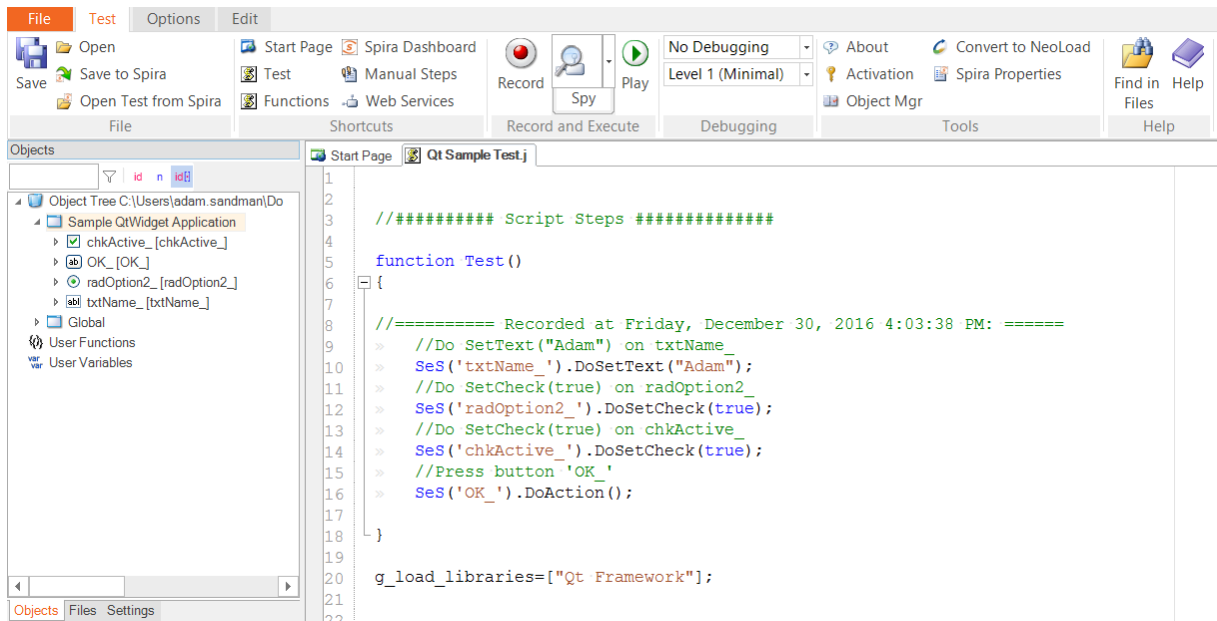 File Test Options Edit
Save
Open
Save to Spira
Open Test from Spira
File
Start Page Spira Dashboard
Test Manual Steps
Functions Web Services
Shortcuts
Record Spy Play
Record and Execute
No Debugging
Level 1 (Minimal)
Debugging
About Convert to NeoLoad
Activation Spira Properties
Object Mgr
Tools
Find in Files Help
Help
Objects
id n id[]
Object Tree C:\Users\adam.sandman\Do
Sample QtWidget Application
chkActive_ [chkActive_]
ab OK_ [OK_]
radOption2_ [radOption2_]
abl txtName_ [txtName_]
Global
User Functions
var var User Variables
Objects Files Settings
Start Page Qt Sample Test.j
1
2
3 //########## Script Steps ##############
4
5 function Test()
6 {
7
8 //========== Recorded at Friday, December 30, 2016 4:03:38 PM: ======
9 //Do SetText("Adam") on txtName_
10 SeS('txtName_').DoSetText("Adam");
11 //Do SetCheck(true) on radOption2_
12 SeS('radOption2_').DoSetCheck(true);
13 //Do SetCheck(true) on chkActive_
14 SeS('chkActive_').DoSetCheck(true);
15 //Press button 'OK_'
16 SeS('OK_').DoAction();
17
18 }
19
20 g_load_libraries=["Qt Framework"];
21
22